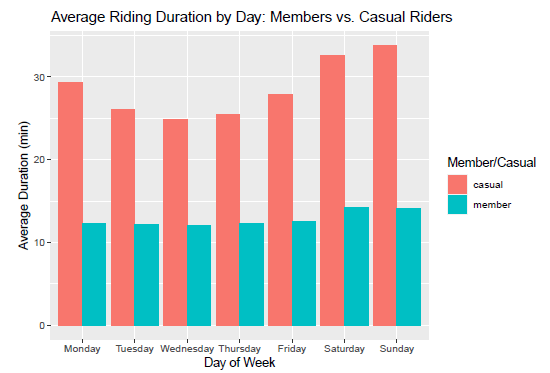 Average Riding Duration by Day: Members vs. Casual Riders
Average Duration (min)
30
20
10
0
Monday Tuesday Wednesday Thursday Friday Saturday Sunday
Day of Week
Member/Casual
casual
member